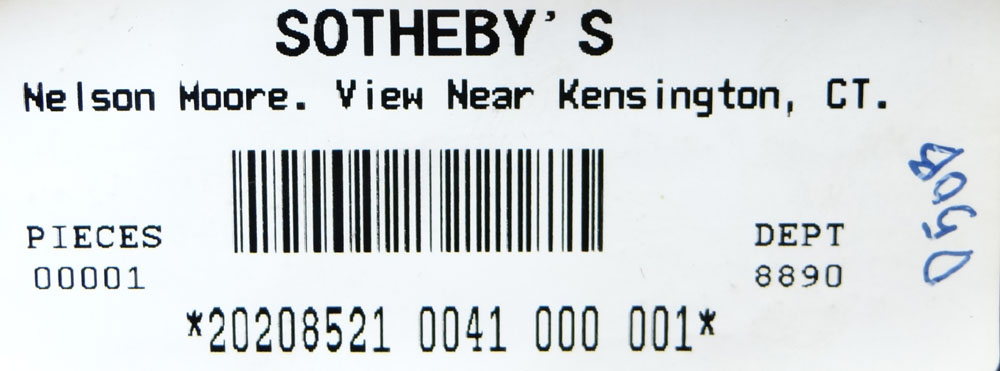 SOTHEBY'S
Nelson Moore. View Near Kensington, CT.
PIECES
00001
DEPT
8890
*20208521 0041 000 001*